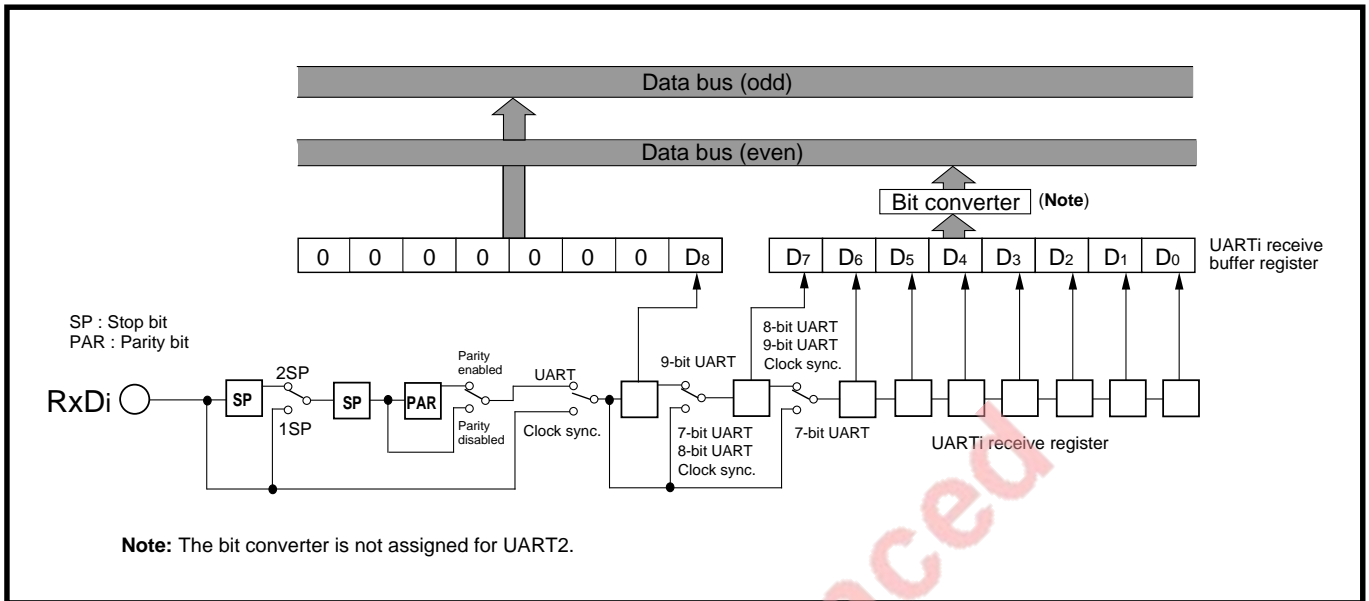 Data bus (odd)
Data bus (even)
Bit converter (Note)
0 0 0 0 0 0 0 D8
D7 D6 D5 D4 D3 D2 D1 D0
UARTi receive
buffer register
SP : Stop bit
PAR : Parity bit
RxDi
SP
2SP
1SP
SP
PAR
Parity
enabled
Parity
disabled
UART
Clock sync.
9-bit UART
7-bit UART
8-bit UART
Clock sync.
8-bit UART
9-bit UART
Clock sync.
7-bit UART
UARTi receive register
Note: The bit converter is not assigned for UART2.